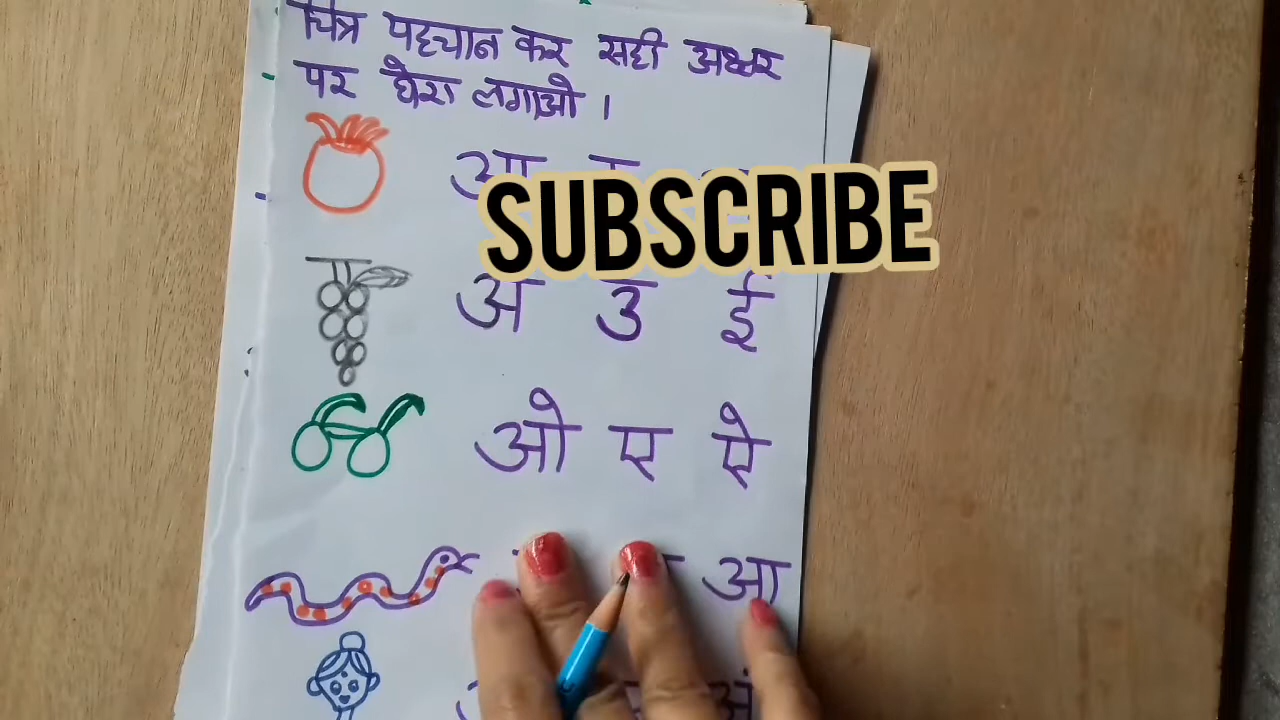 चित्र पहचान कर सही अक्षर
पर घेरा लगाओ ।
आ
SUBSCRIBE
अ उ ई
ओ ए ऐ
आ
अं